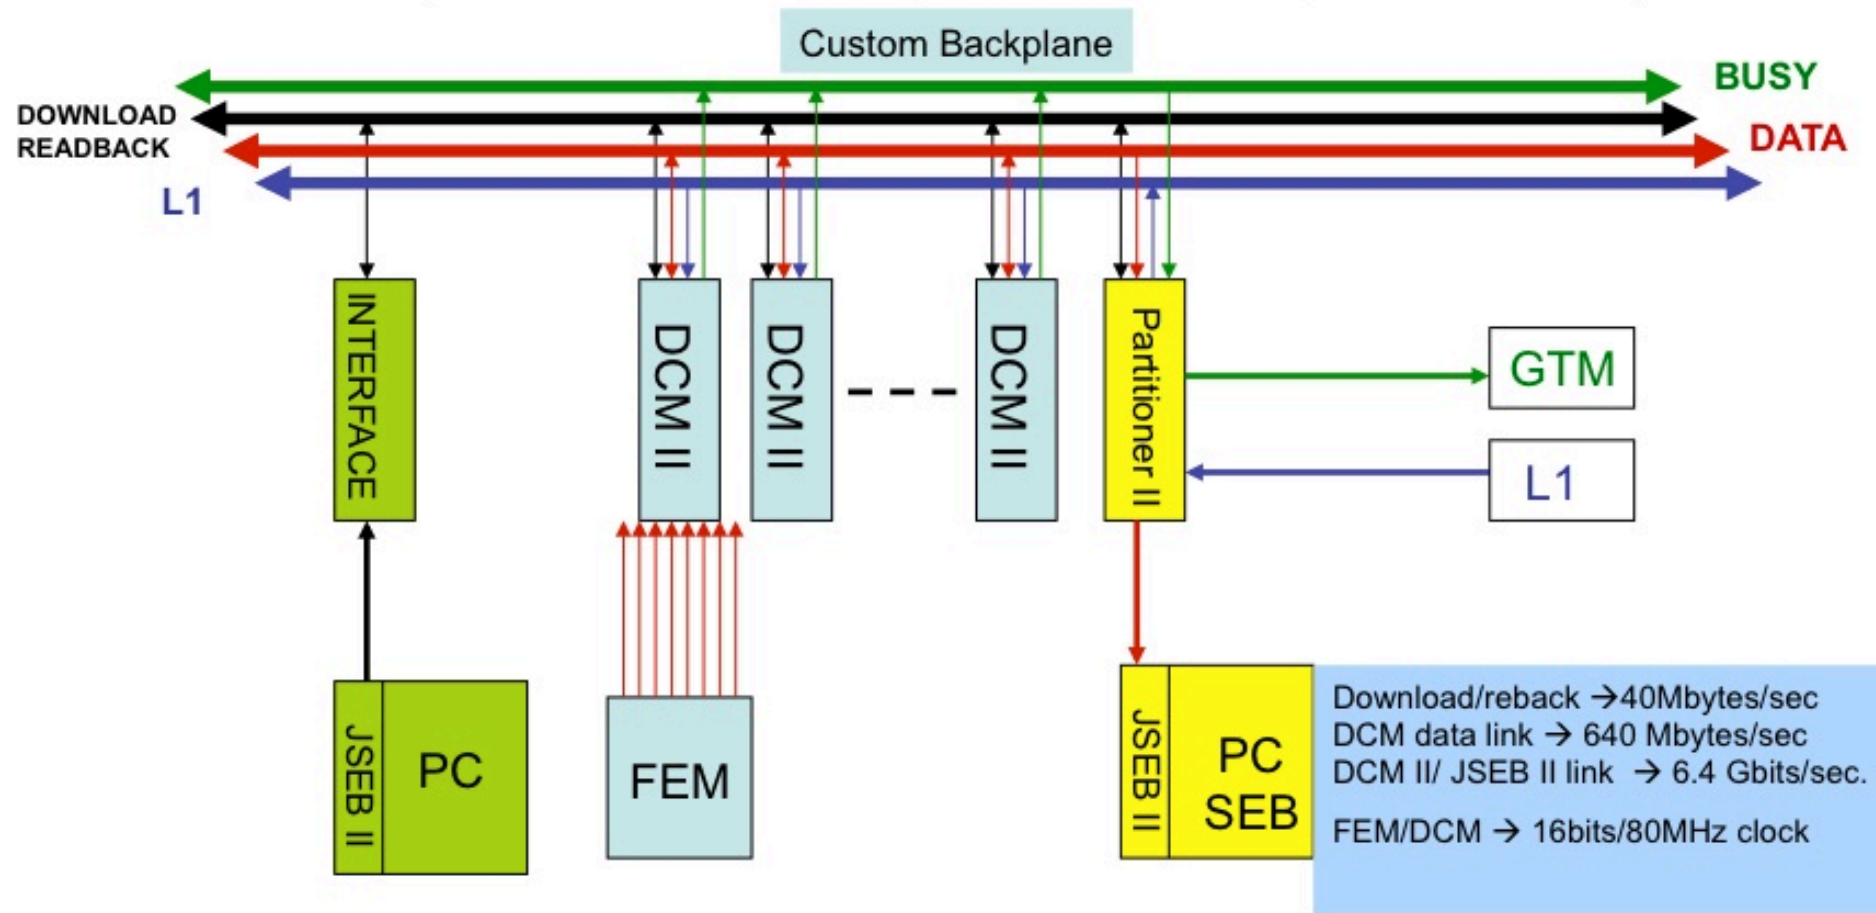 Custom Backplane
BUSY
DOWNLOAD
READBACK
DATA
L1
INTERFACE
DCM II
DCM II
DCM II
Partitioner II
GTM
L1
JSEB II
PC
FEM
JSEB II
PC
SEB
Download/reback →40Mbytes/sec
DCM data link → 640 Mbytes/sec
DCM II/ JSEB II link → 6.4 Gbits/sec.
FEM/DCM → 16bits/80MHz clock